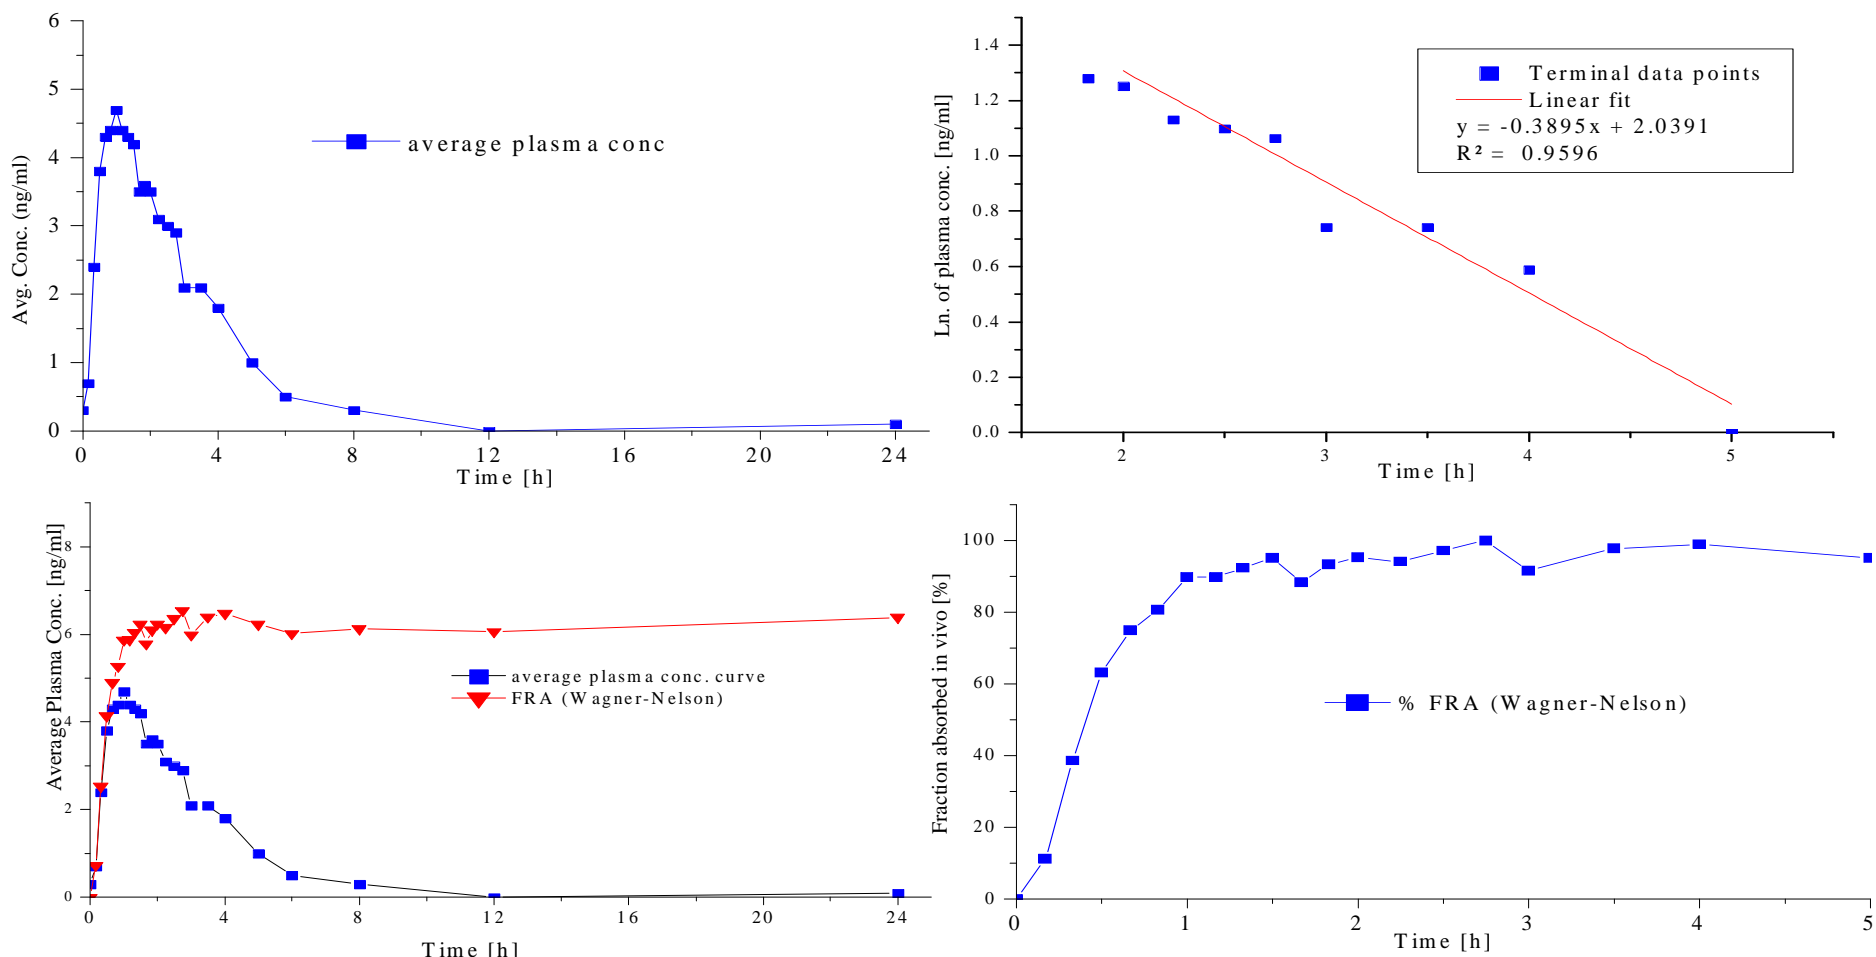 6
5
4
3
2
1
0
Avg. Conc. (ng/ml)
average plasma conc
0 4 8 12 16 20 24
Time [h]
1.4
1.2
1.0
0.8
0.6
0.4
0.2
0.0
Ln. of plasma conc. [ng/ml]
Terminal data points
Linear fit
y = -0.3895x + 2.0391
R² = 0.9596
2 3 4 5
Time [h]
8
6
4
2
0
Average Plasma Conc. [ng/ml]
average plasma conc. curve
FRA (Wagner-Nelson)
0 4 8 12 16 20 24
Time [h]
100
80
60
40
20
0
Fraction absorbed in vivo [%]
% FRA (Wagner-Nelson)
0 1 2 3 4 5
Time [h]